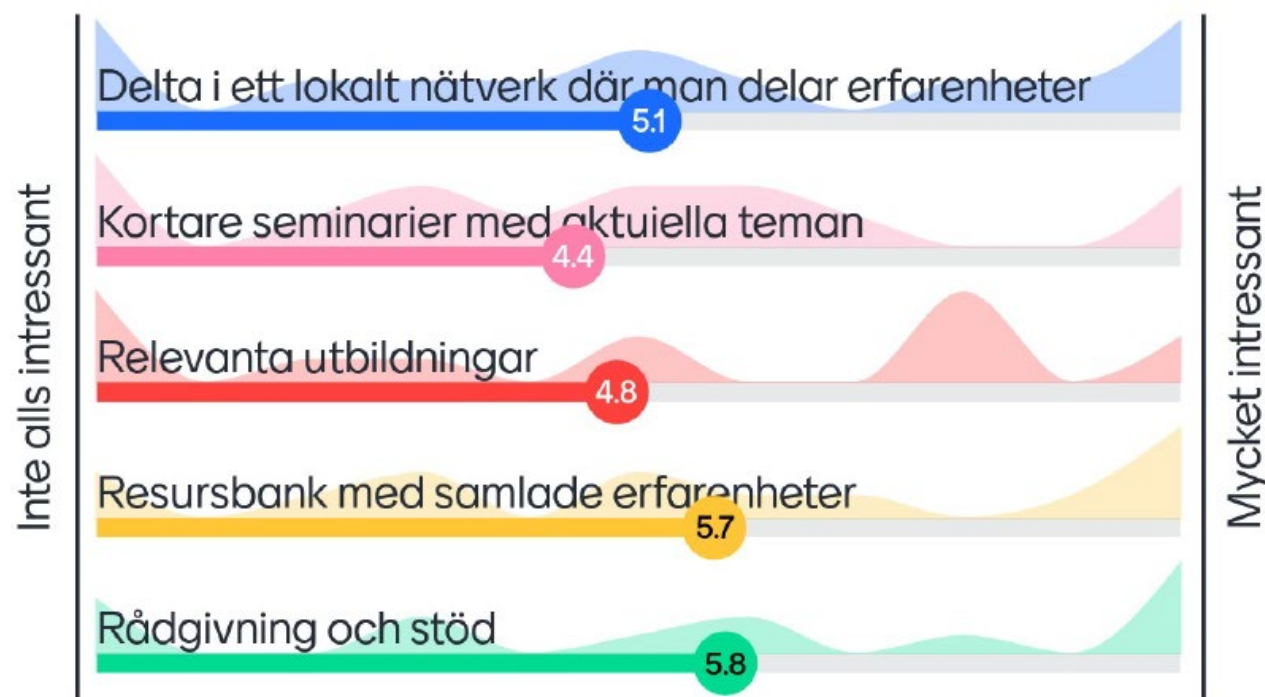 Inte alls intressant
Delta i ett lokalt nätverk där man delar erfarenheter
5.1
Kortare seminarier med aktuiella teman
4.4
Relevanta utbildningar
4.8
Resursbank med samlade erfarenheter
5.7
Rådgivning och stöd
5.8
Mycket intressant